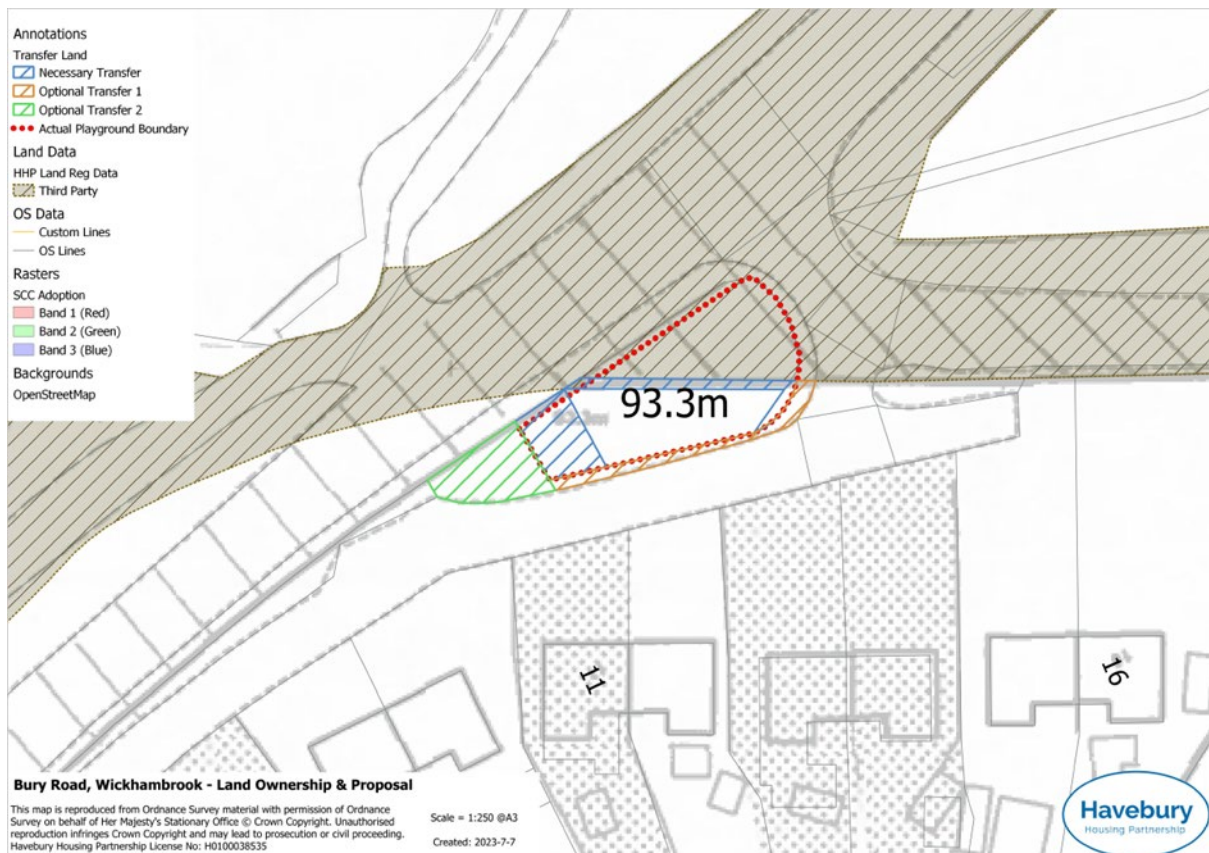 Annotations
Transfer Land
Necessary Transfer
Optional Transfer 1
Optional Transfer 2
Actual Playground Boundary
Land Data
HHP Land Reg Data
Third Party
OS Data
Custom Lines
OS Lines
Rasters
SCC Adoption
Band 1 (Red)
Band 2 (Green)
Band 3 (Blue)
Backgrounds
OpenStreetMap
93.3m
11
16
Bury Road, Wickhambrook - Land Ownership & Proposal
This map is reproduced from Ordnance Survey material with permission of Ordnance
Survey on behalf of Her Majesty's Stationary Office © Crown Copyright. Unauthorised
reproduction infringes Crown Copyright and may lead to prosecution or civil proceeding.
Havebury Housing Partnership License No: H0100038535
Scale = 1:250 @A3
Created: 2023-7-7
Havebury
Housing Partnership